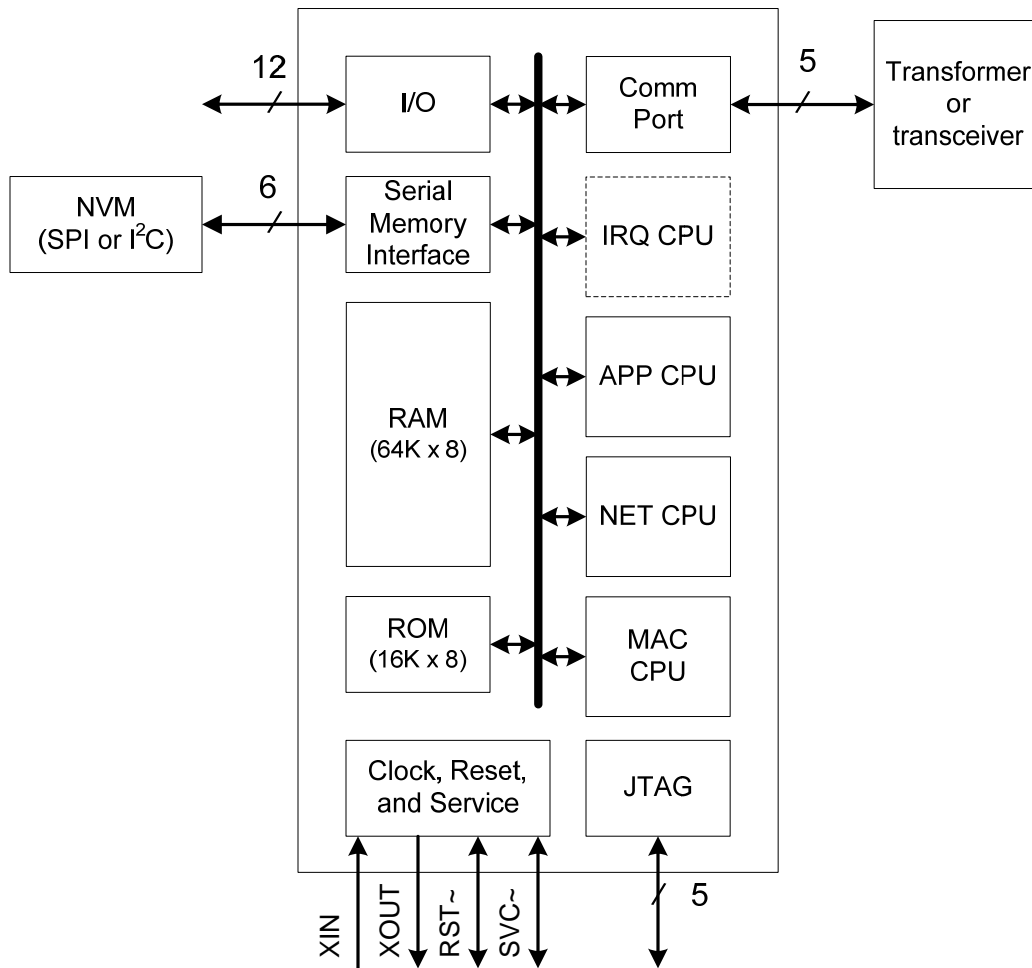 12
I/O
Comm
Port
5
Transformer
or
transceiver
NVM
(SPI or I²C)
6
Serial
Memory
Interface
IRQ CPU
RAM
(64K x 8)
APP CPU
NET CPU
ROM
(16K x 8)
MAC
CPU
Clock, Reset,
and Service
JTAG
XIN
XOUT
RST~
SVC~
5